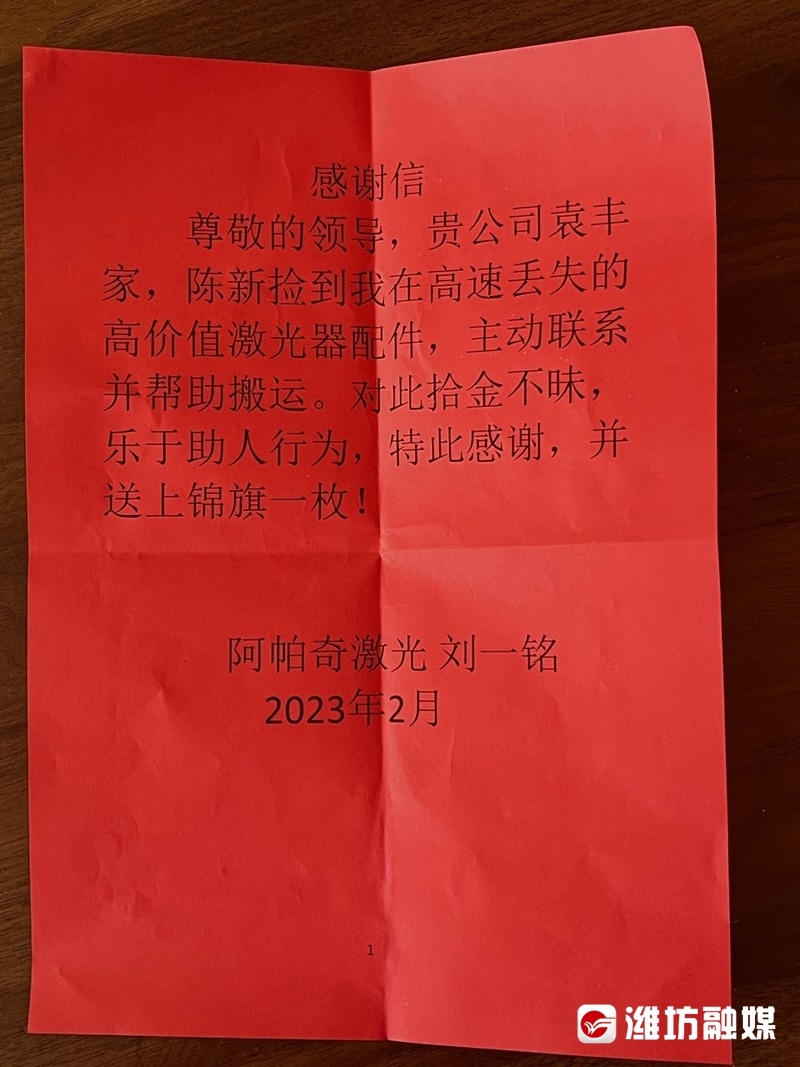 感谢信
尊敬的领导，贵公司袁丰
家，陈新捡到我在高速丢失的
高价值激光器配件，主动联系
并帮助搬运。对此拾金不昧，
乐于助人行为，特此感谢，并
送上锦旗一枚！
阿帕奇激光 刘一铭
2023年2月
1
潍坊融媒